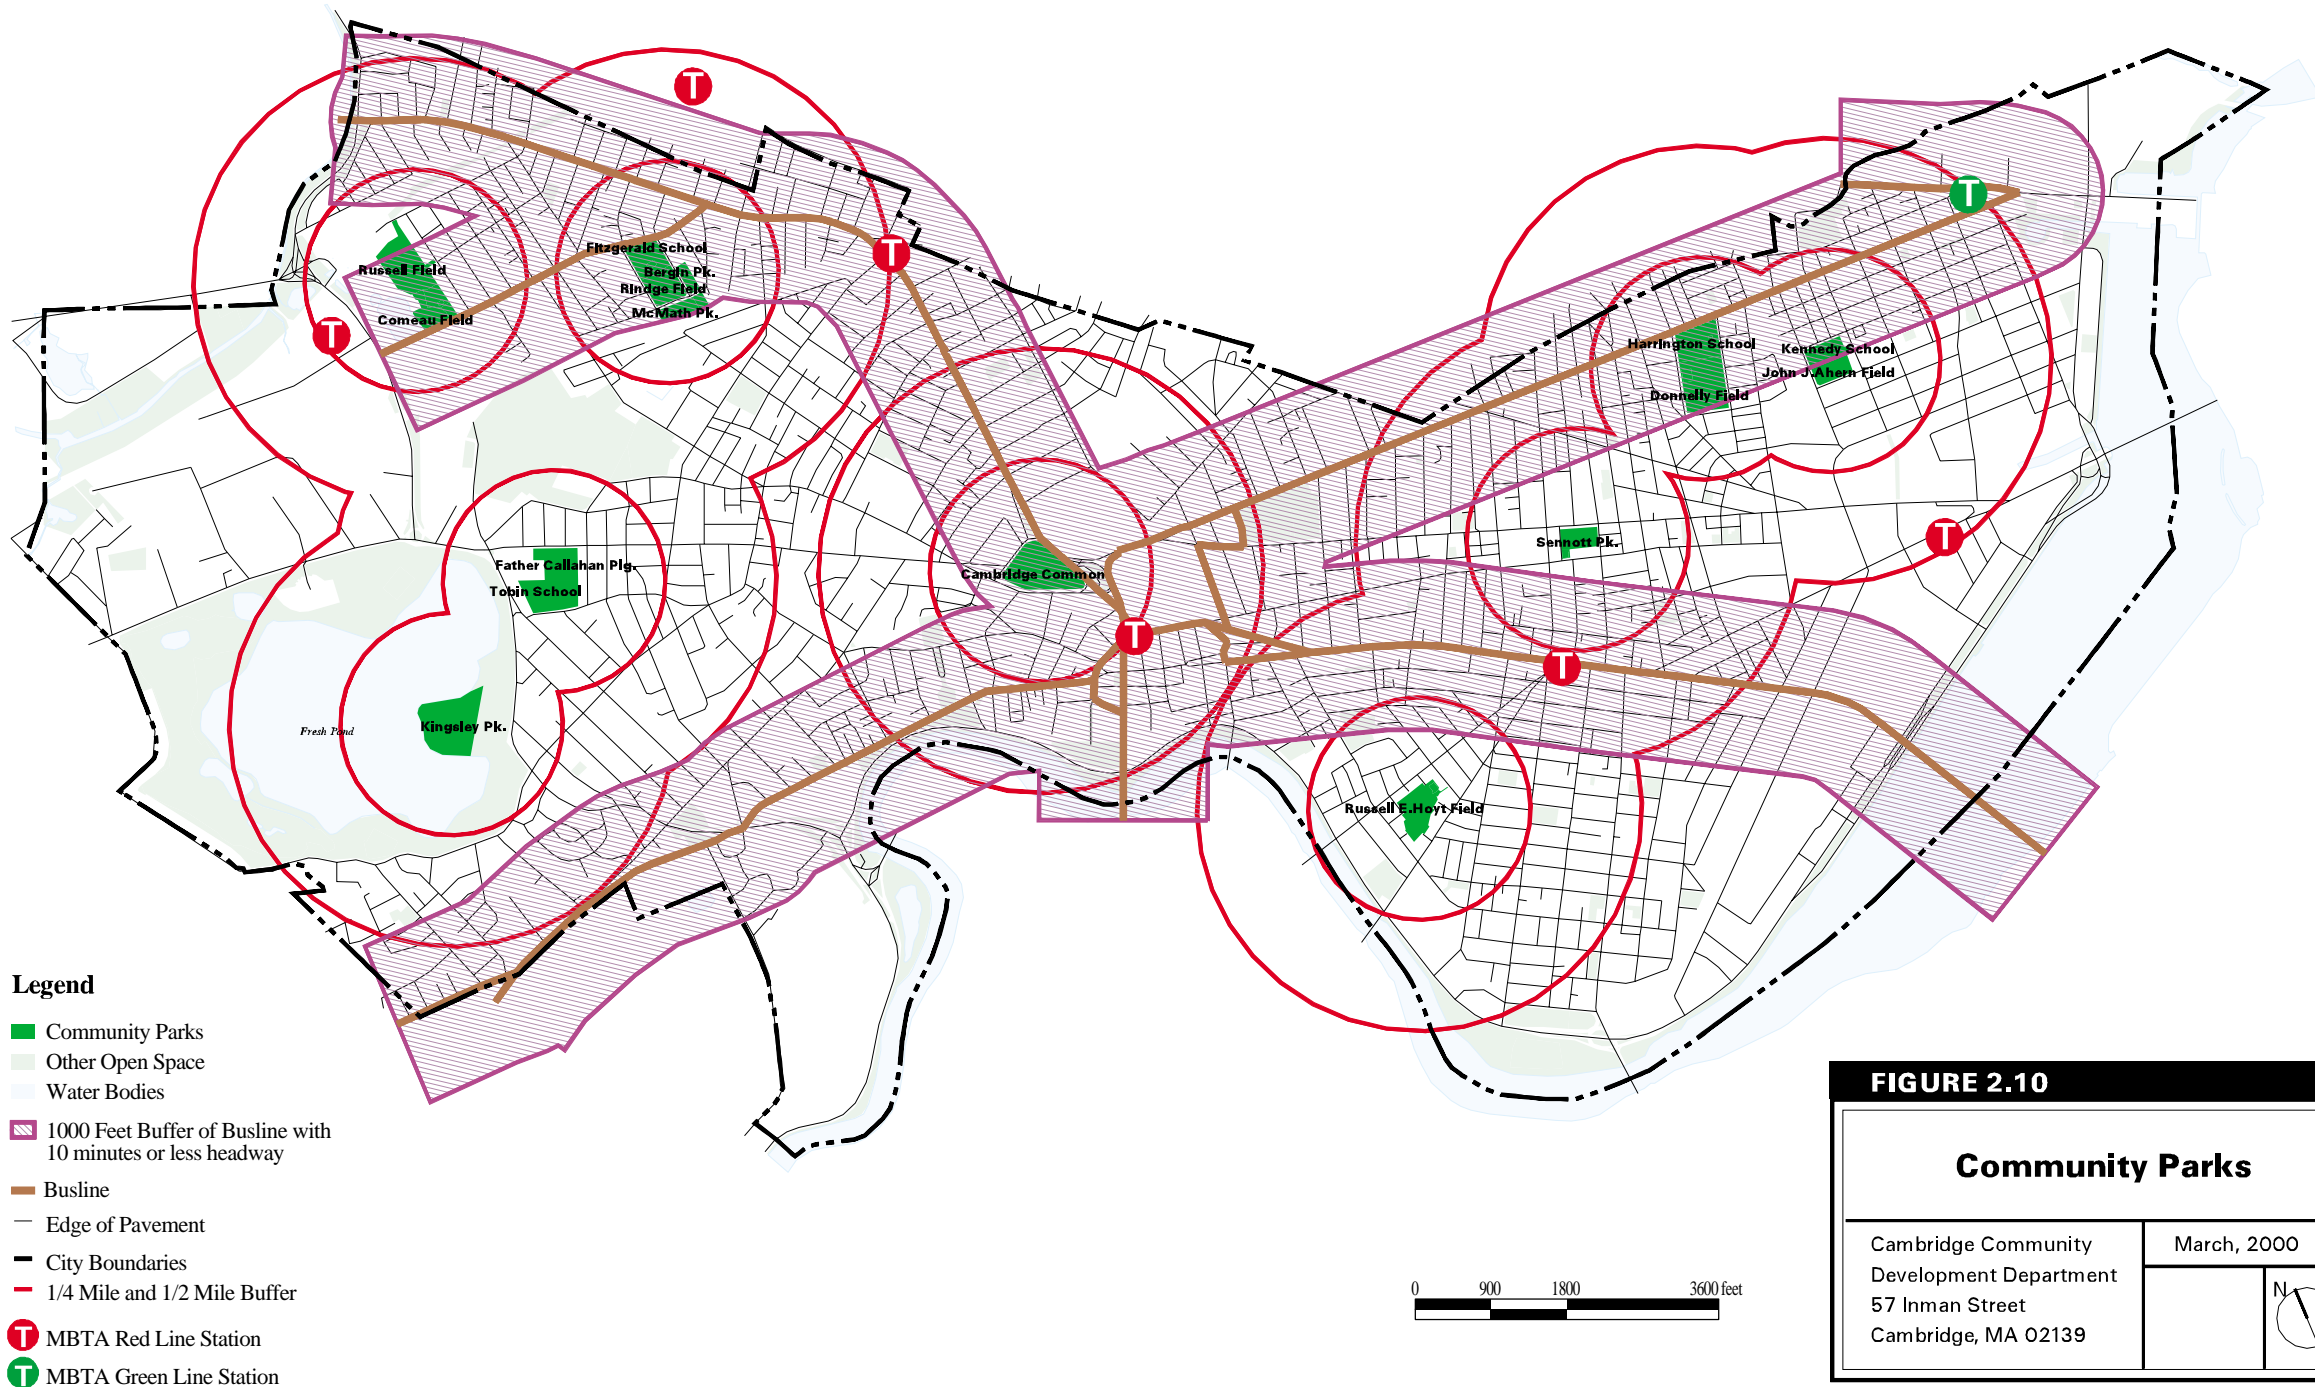 T
T
T
T
Fitzgerald School
Bergin Pk.
Rindge Field
McMath Pk.
Russell Field
Comeau Field
T
Harrington School
Kennedy School
John J.Ahern Field
Donnelly Field
T
Sennott Pk.
Father Callahan Plg.
Tobin School
Cambridge Common
T
T
Fresh Pond
Kingsley Pk.
Russell E.Hoyt Field
Legend
Community Parks
Other Open Space
Water Bodies
1000 Feet Buffer of Busline with
10 minutes or less headway
Busline
Edge of Pavement
City Boundaries
1/4 Mile and 1/2 Mile Buffer
T MBTA Red Line Station
T MBTA Green Line Station
0 900 1800 3600 feet
FIGURE 2.10
Community Parks
Cambridge Community
Development Department
57 Inman Street
Cambridge, MA 02139
March, 2000
N